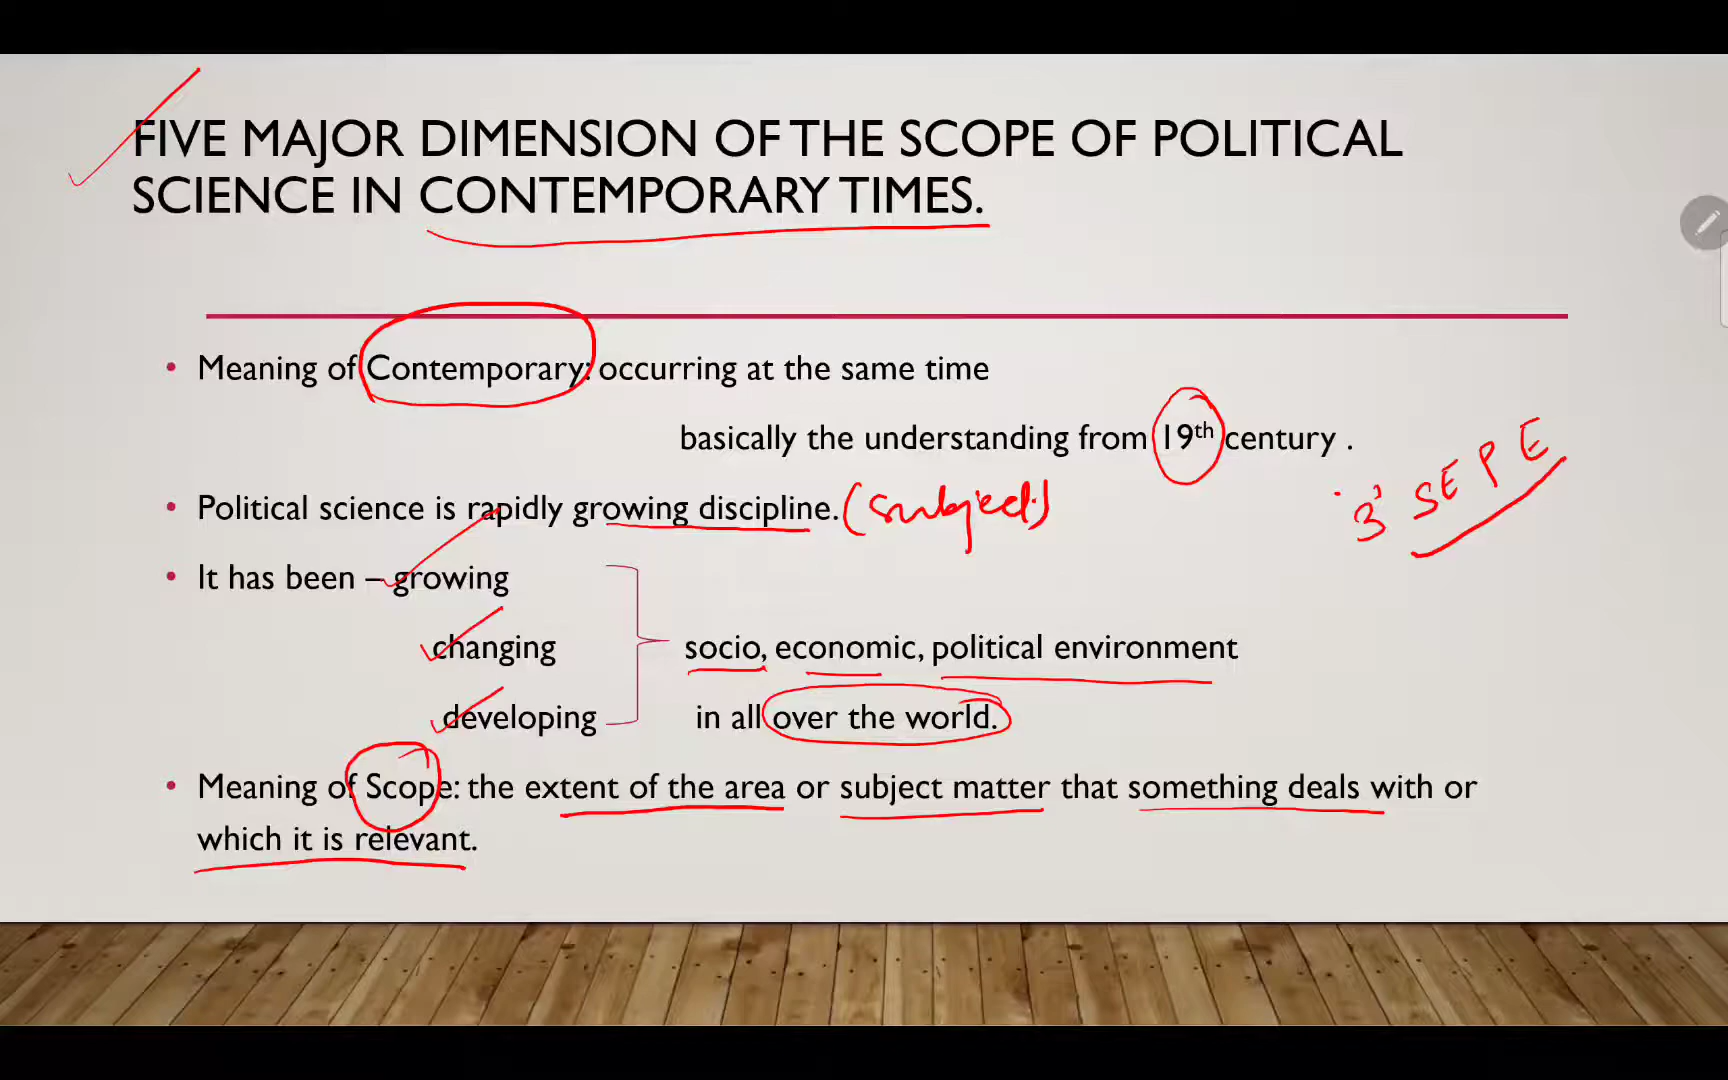 FIVE MAJOR DIMENSION OF THE SCOPE OF POLITICAL
SCIENCE IN CONTEMPORARY TIMES.
• Meaning of Contemporary: occurring at the same time
basically the understanding from 19th century .
• Political science is rapidly growing discipline. (subject)
'3' SEPE
• It has been – growing
changing socio, economic, political environment
developing in all over the world.
• Meaning of Scope: the extent of the area or subject matter that something deals with or
which it is relevant.